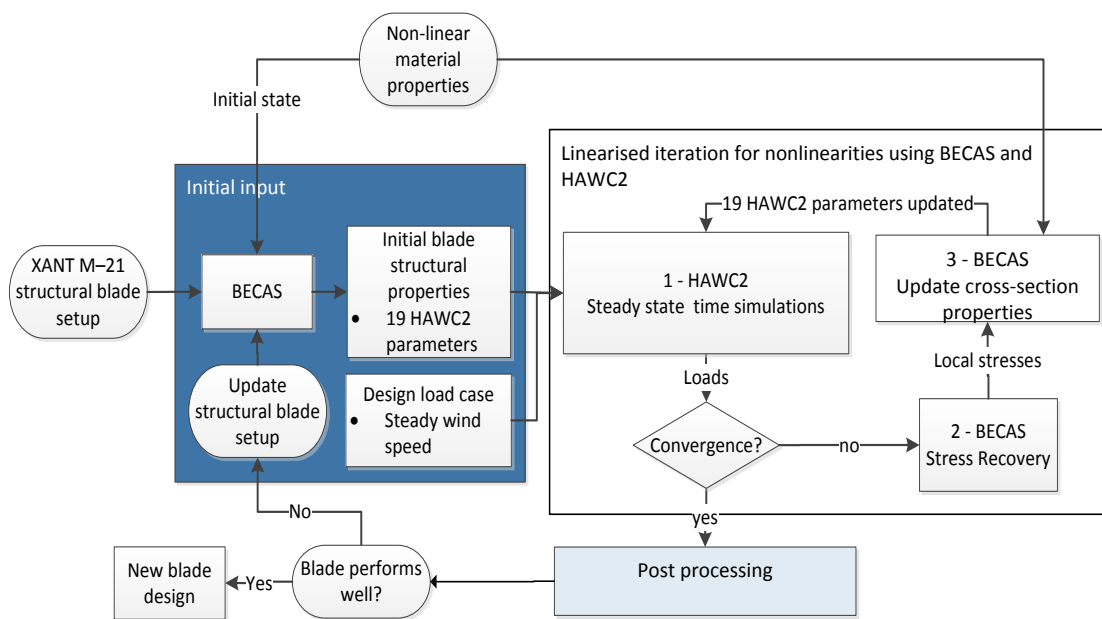 Non-linear
material
properties
Initial state
Linearised iteration for nonlinearities using BECAS and
HAWC2
Initial input
19 HAWC2 parameters updated
XANT M–21
structural blade
setup
BECAS
Initial blade
structural
properties
• 19 HAWC2
parameters
1 - HAWC2
Steady state time simulations
3 - BECAS
Update cross-section
properties
Update
structural blade
setup
Design load case
• Steady wind
speed
Loads
Local stresses
Convergence?
no
2 - BECAS
Stress Recovery
yes
No
New blade
design
Yes
Blade performs
well?
Post processing